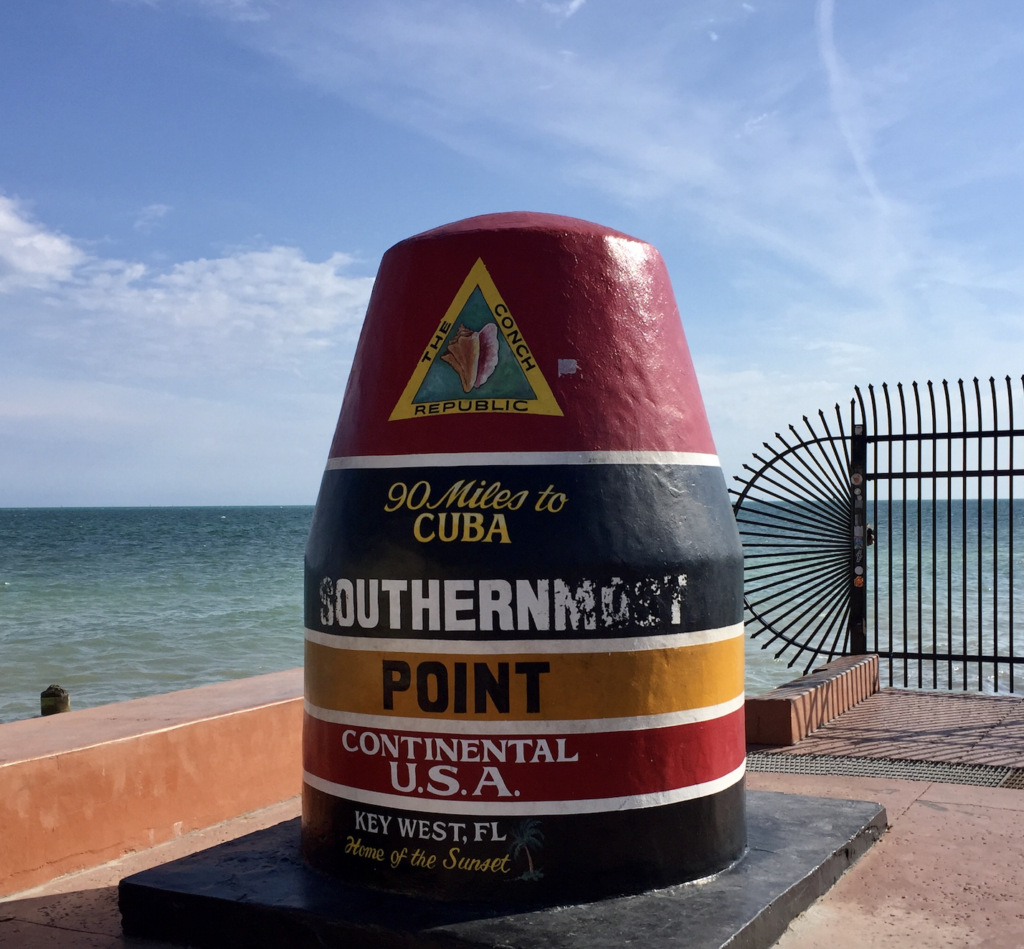 THE CONCH
REPUBLIC
90 Miles to
CUBA
SOUTHERNMOST
POINT
CONTINENTAL
U.S.A.
KEY WEST, FL
Home of the Sunset